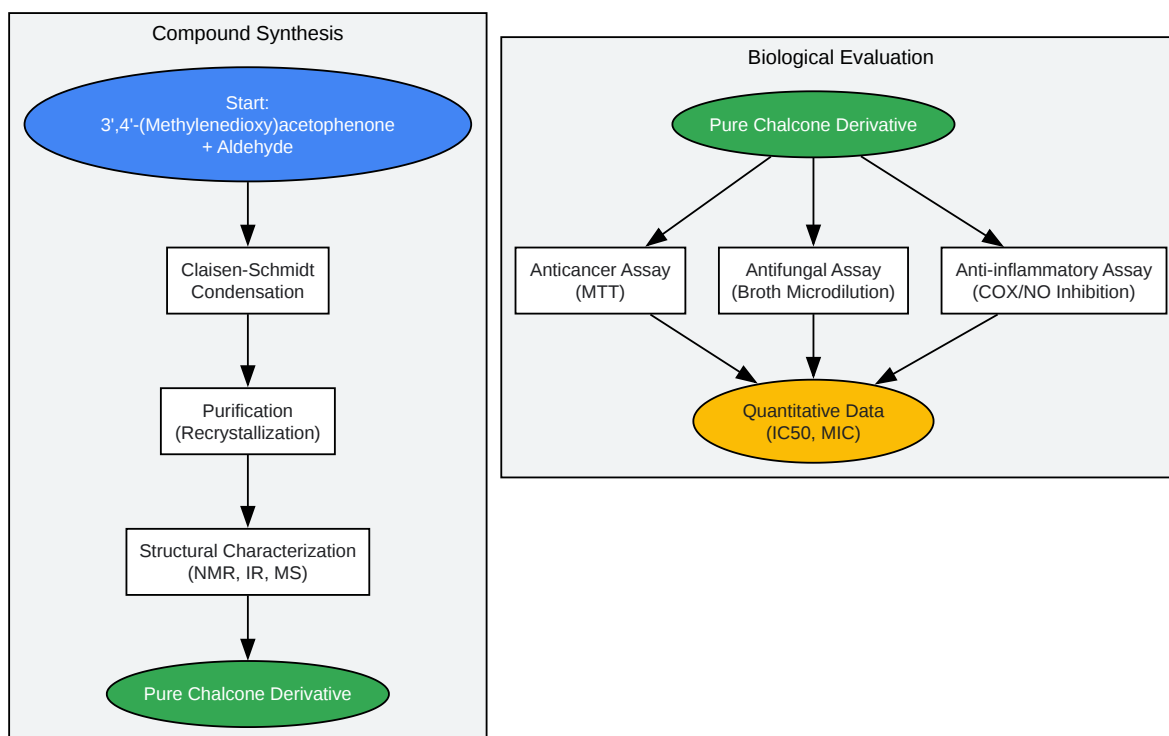 Compound Synthesis
Start:
3',4'-(Methylenedioxy)acetophenone
+ Aldehyde
Claisen-Schmidt
Condensation
Purification
(Recrystallization)
Structural Characterization
(NMR, IR, MS)
Pure Chalcone Derivative
Biological Evaluation
Pure Chalcone Derivative
Anticancer Assay
(MTT)
Antifungal Assay
(Broth Microdilution)
Anti-inflammatory Assay
(COX/NO Inhibition)
Quantitative Data
(IC50, MIC)